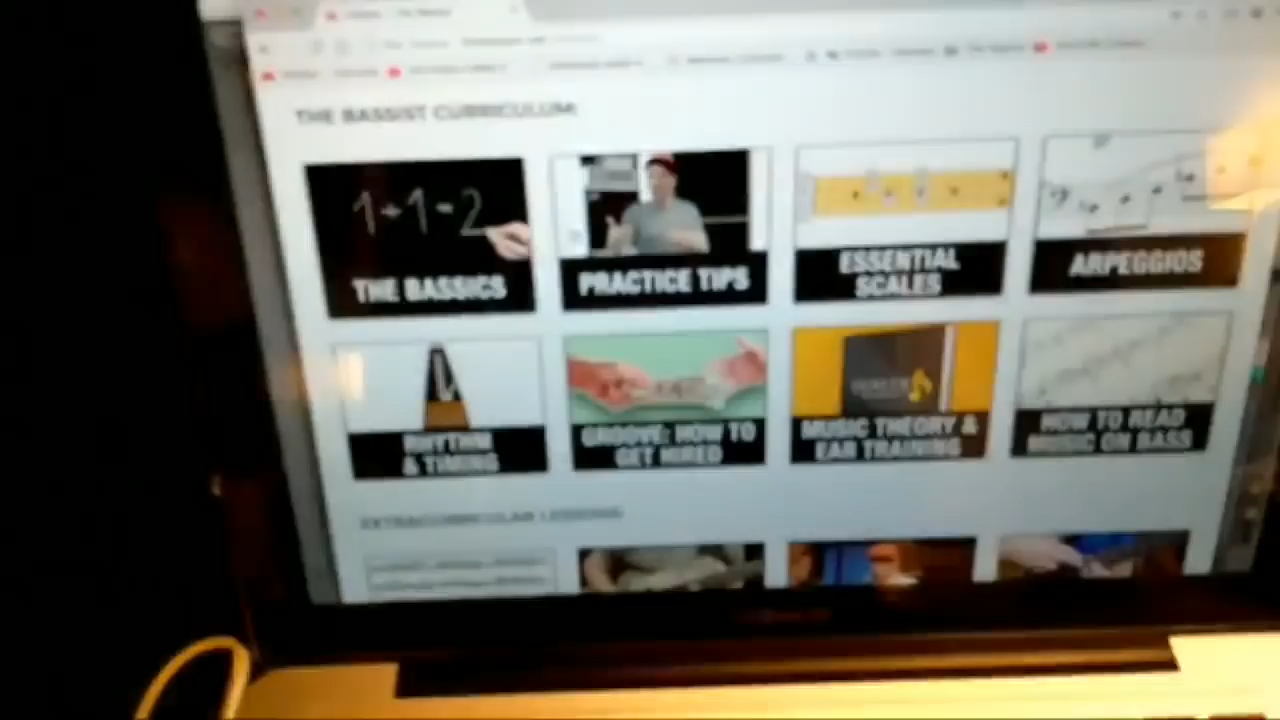 THE BASSIST CURRICULUM:
1+1=2
THE BASSICS
PRACTICE TIPS
ESSENTIAL
SCALES
ARPEGGIOS
RHYTHM
& TIMING
GROOVE: HOW TO
GET HIRED
MUSIC THEORY &
EAR TRAINING
HOW TO READ
MUSIC ON BASS
EXTRACURRICULAR LESSONS: